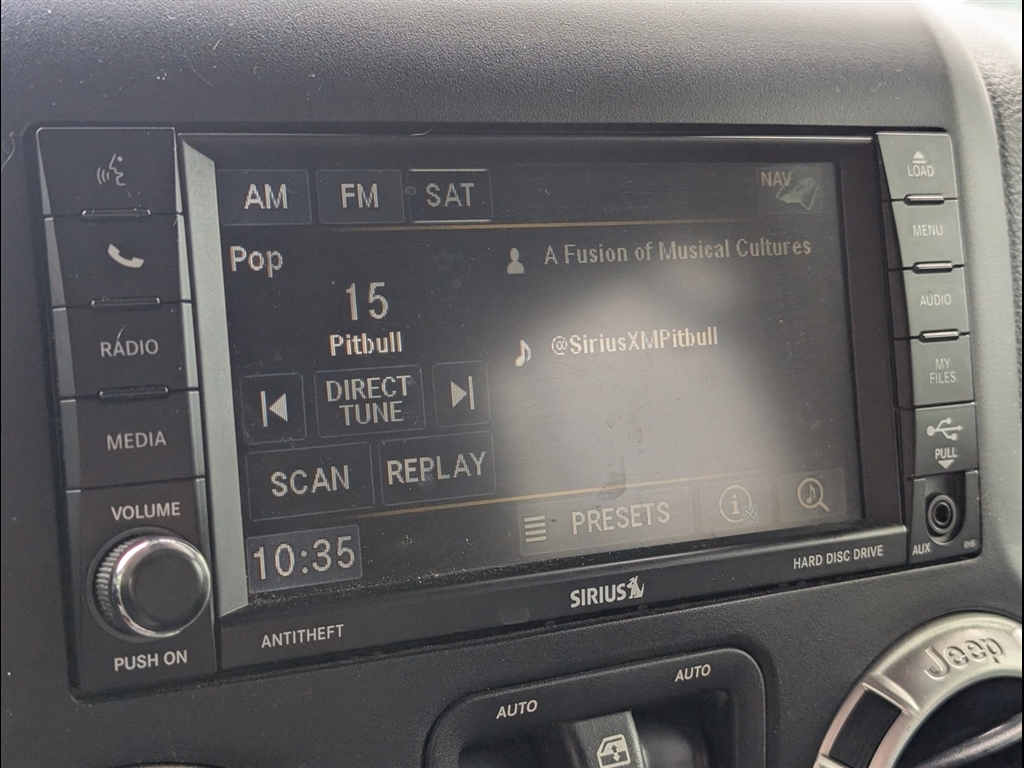 AM
FM
SAT
NAV
Pop
A Fusion of Musical Cultures
15
Pitbull
@SiriusXMPitbull
DIRECT
TUNE
SCAN
REPLAY
PRESETS
10:35
RADIO
MEDIA
VOLUME
PUSH ON
ANTITHEFT
SIRIUS
HARD DISC DRIVE
LOAD
MENU
AUDIO
MY
FILES
PULL
AUX
AUTO
AUTO
Jeep